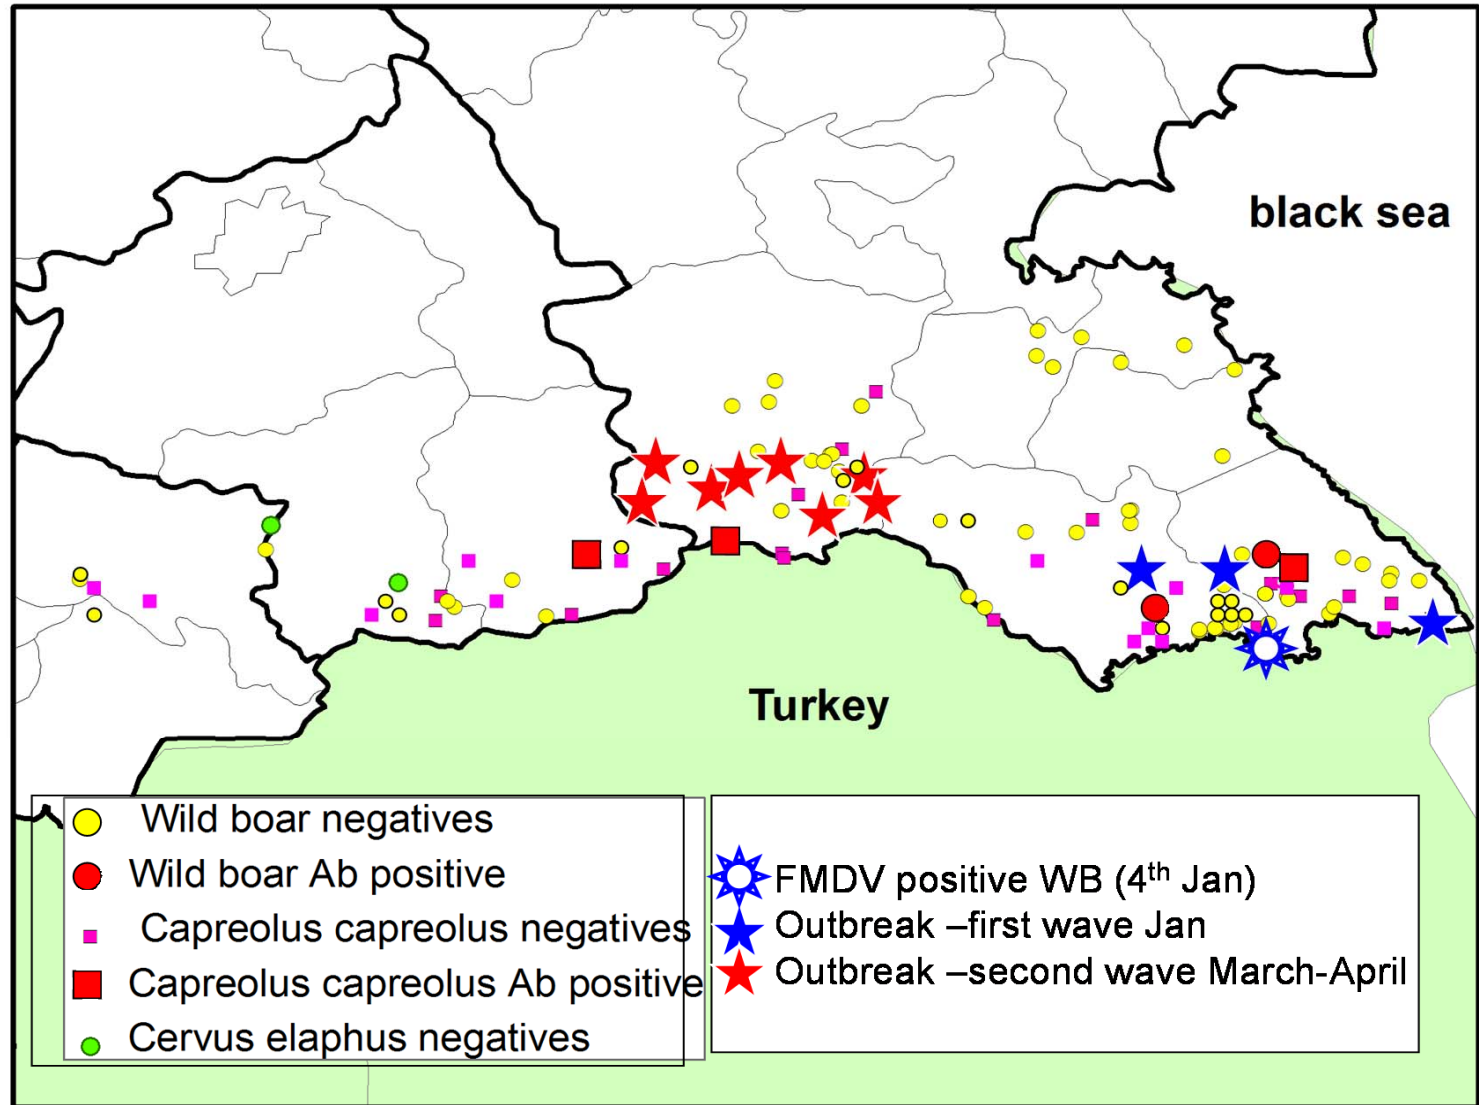 black sea
Turkey
Wild boar negatives
Wild boar Ab positive
Capreolus capreolus negatives
Capreolus capreolus Ab positive
Cervus elaphus negatives
FMDV positive WB (4th Jan)
Outbreak –first wave Jan
Outbreak –second wave March-April